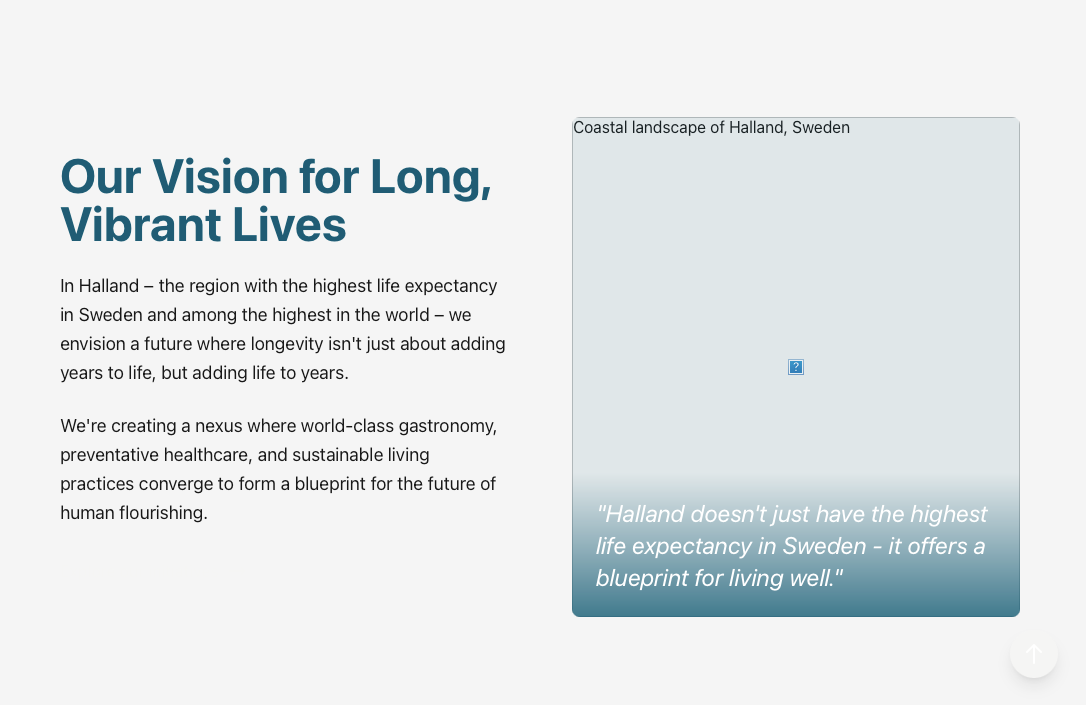 Our Vision for Long,
Vibrant Lives
In Halland – the region with the highest life expectancy
in Sweden and among the highest in the world – we
envision a future where longevity isn't just about adding
years to life, but adding life to years.
We're creating a nexus where world-class gastronomy,
preventative healthcare, and sustainable living
practices converge to form a blueprint for the future of
human flourishing.
Coastal landscape of Halland, Sweden
?
"Halland doesn't just have the highest
life expectancy in Sweden - it offers a
blueprint for living well."